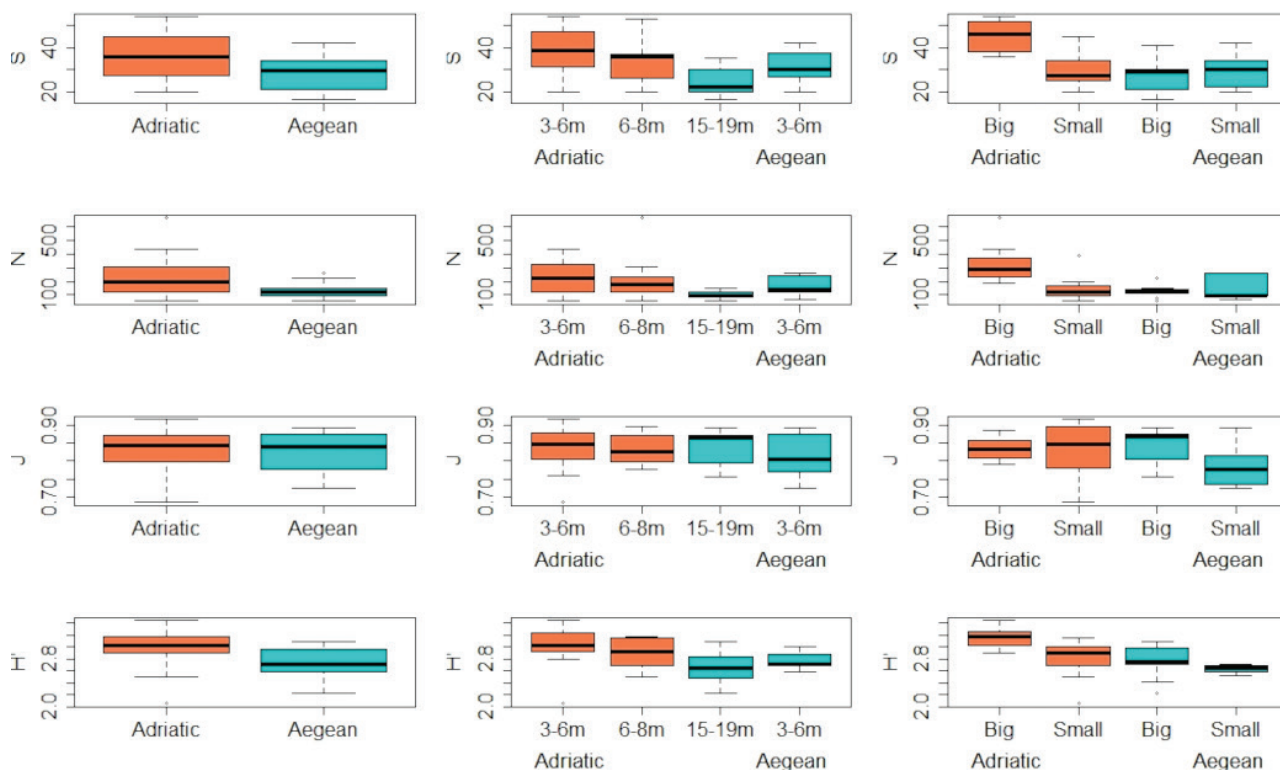 S 40 20
Adriatic Aegean
S 40 20
3-6m 6-8m 15-19m 3-6m
Adriatic Aegean
S 40 20
Big Small Big Small
Adriatic Aegean
N 500 100
Adriatic Aegean
N 500 100
3-6m 6-8m 15-19m 3-6m
Adriatic Aegean
N 500 100
Big Small Big Small
Adriatic Aegean
J 0.90 0.70
Adriatic Aegean
J 0.90 0.70
3-6m 6-8m 15-19m 3-6m
Adriatic Aegean
J 0.90 0.70
Big Small Big Small
Adriatic Aegean
H' 2.8 2.0
Adriatic Aegean
H' 2.8 2.0
3-6m 6-8m 15-19m 3-6m
Adriatic Aegean
H' 2.8 2.0
Big Small Big Small
Adriatic Aegean